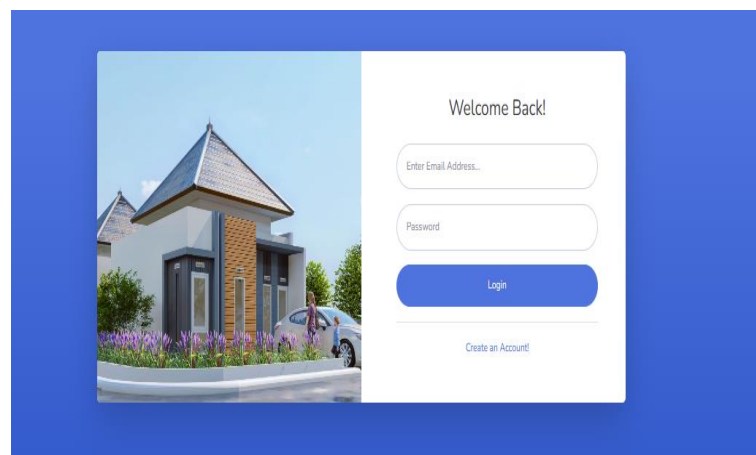 Welcome Back!
Enter Email Address...
Password
Login
Create an Account!